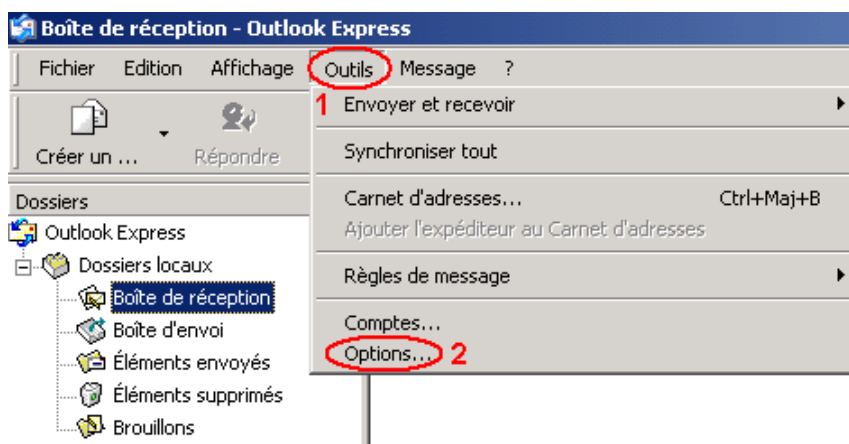 Boîte de réception - Outlook Express
Fichier Edition Affichage Outils Message ?
1 Envoyer et recevoir
Créer un ... Répondre
Synchroniser tout
Dossiers
Carnet d'adresses... Ctrl+Maj+B
Outlook Express
Ajouter l'expéditeur au Carnet d'adresses
Dossiers locaux
Règles de message
Boîte de réception
Boîte d'envoi
Comptes...
Options... 2
Éléments envoyés
Éléments supprimés
Brouillons